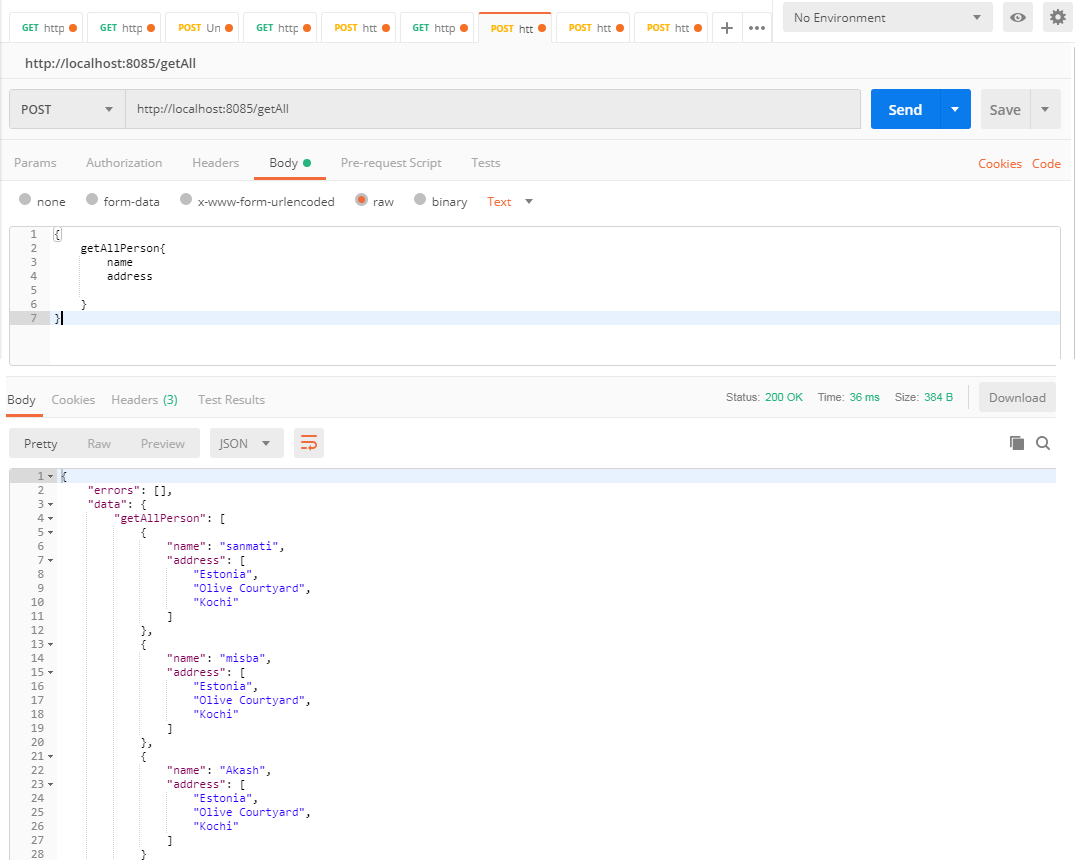 GET http GET http POST Un GET http POST htt GET http POST htt POST htt POST htt + ••• No Environment
http://localhost:8085/getAll
POST http://localhost:8085/getAll Send Save
Params Authorization Headers Body Pre-request Script Tests Cookies Code
none form-data x-www-form-urlencoded raw binary Text
1 {
2 getAllPerson{
3 name
4 address
5
6 }
7 }
Body Cookies Headers (3) Test Results Status: 200 OK Time: 36 ms Size: 384 B Download
Pretty Raw Preview JSON
1 {
2 "errors": [],
3 "data": {
4 "getAllPerson": [
5 {
6 "name": "sanmati",
7 "address": [
8 "Estonia",
9 "Olive Courtyard",
10 "Kochi"
11 ]
12 },
13 {
14 "name": "misba",
15 "address": [
16 "Estonia",
17 "Olive Courtyard",
18 "Kochi"
19 ]
20 },
21 {
22 "name": "Akash",
23 "address": [
24 "Estonia",
25 "Olive Courtyard",
26 "Kochi"
27 ]
28 }